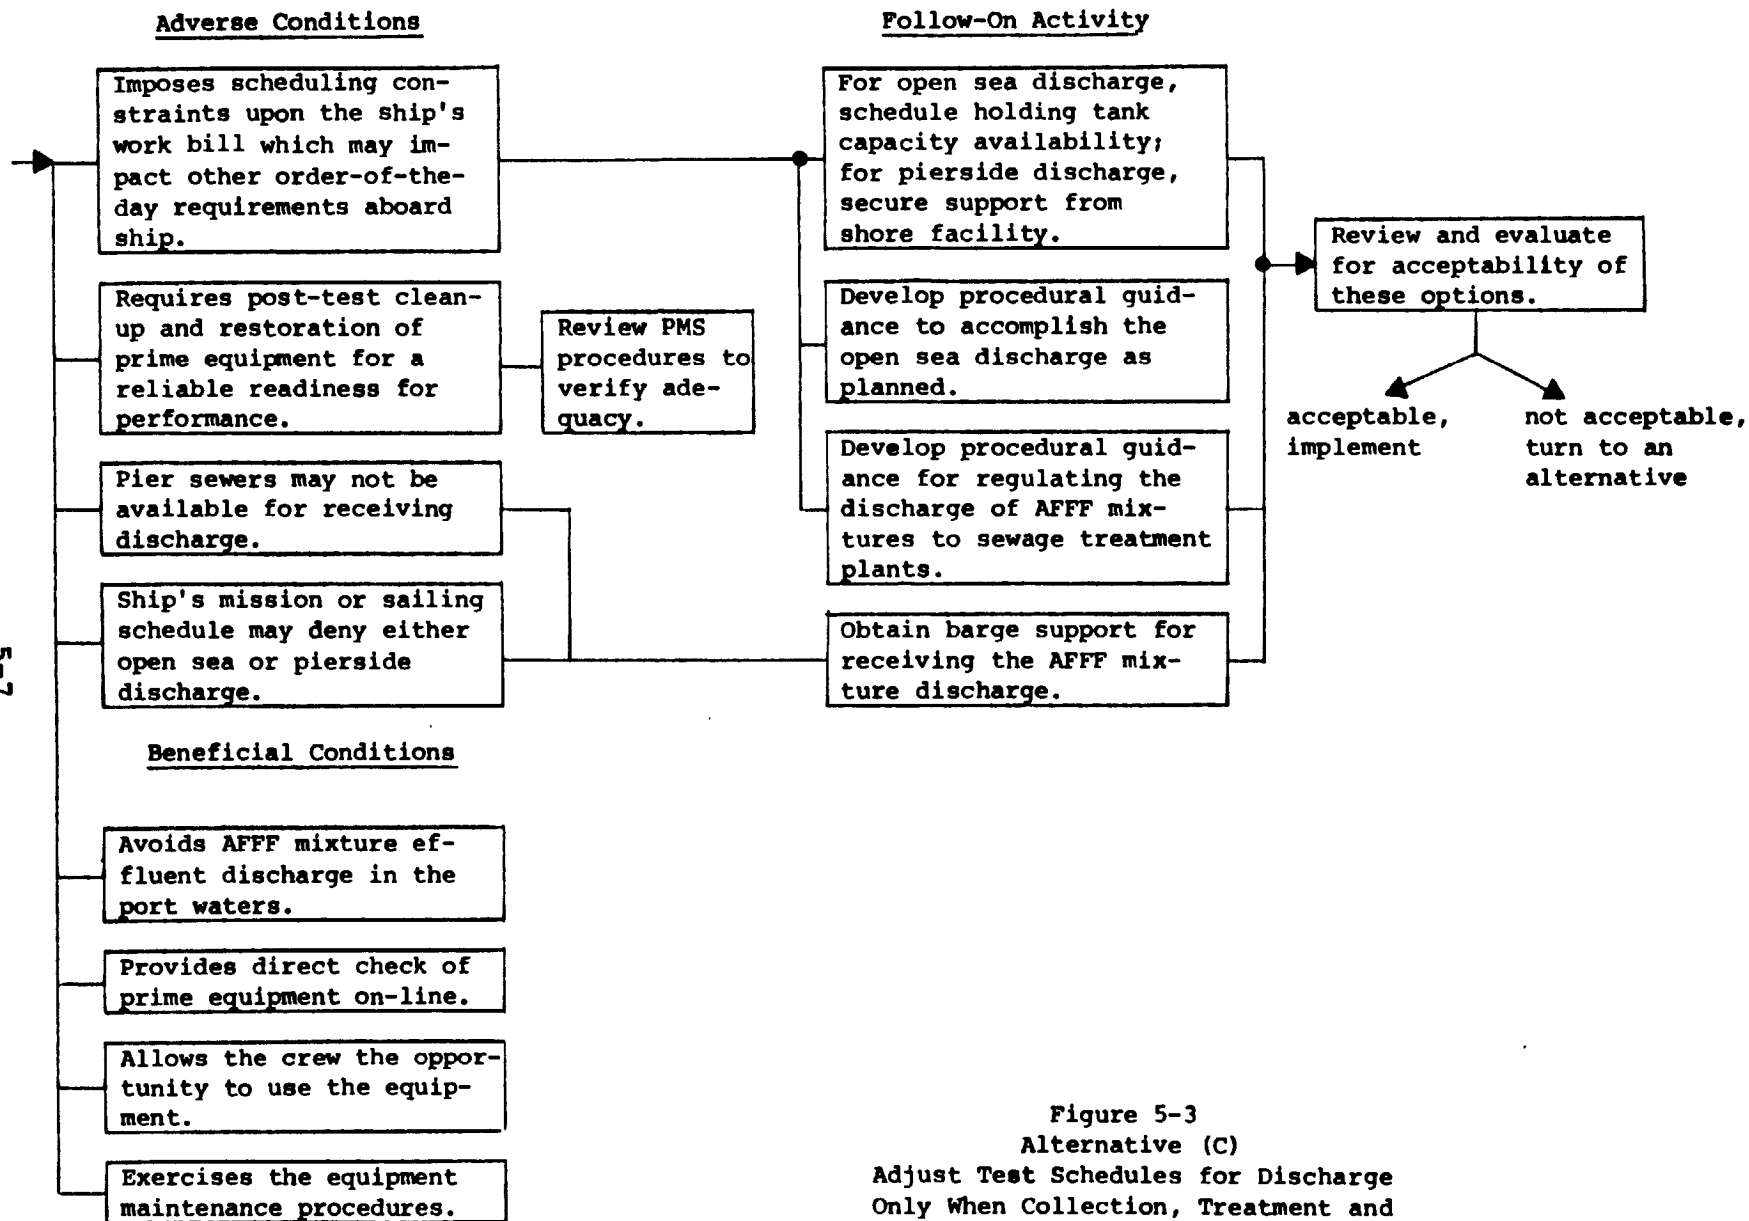 Adverse Conditions
Imposes scheduling con-
straints upon the ship's
work bill which may im-
pact other order-of-the-
day requirements aboard
ship.
Requires post-test clean-
up and restoration of
prime equipment for a
reliable readiness for
performance.
Review PMS
procedures to
verify ade-
quacy.
Pier sewers may not be
available for receiving
discharge.
Ship's mission or sailing
schedule may deny either
open sea or pierside
discharge.
Beneficial Conditions
Avoids AFFF mixture ef-
fluent discharge in the
port waters.
Provides direct check of
prime equipment on-line.
Allows the crew the oppor-
tunity to use the equip-
ment.
Exercises the equipment
maintenance procedures.
Follow-On Activity
For open sea discharge,
schedule holding tank
capacity availability;
for pierside discharge,
secure support from
shore facility.
Develop procedural guid-
ance to accomplish the
open sea discharge as
planned.
Develop procedural guid-
ance for regulating the
discharge of AFFF mix-
tures to sewage treatment
plants.
Obtain barge support for
receiving the AFFF mix-
ture discharge.
Review and evaluate
for acceptability of
these options.
acceptable,
implement
not acceptable,
turn to an
alternative
5-7
Figure 5-3
Alternative (C)
Adjust Test Schedules for Discharge
Only When Collection, Treatment and